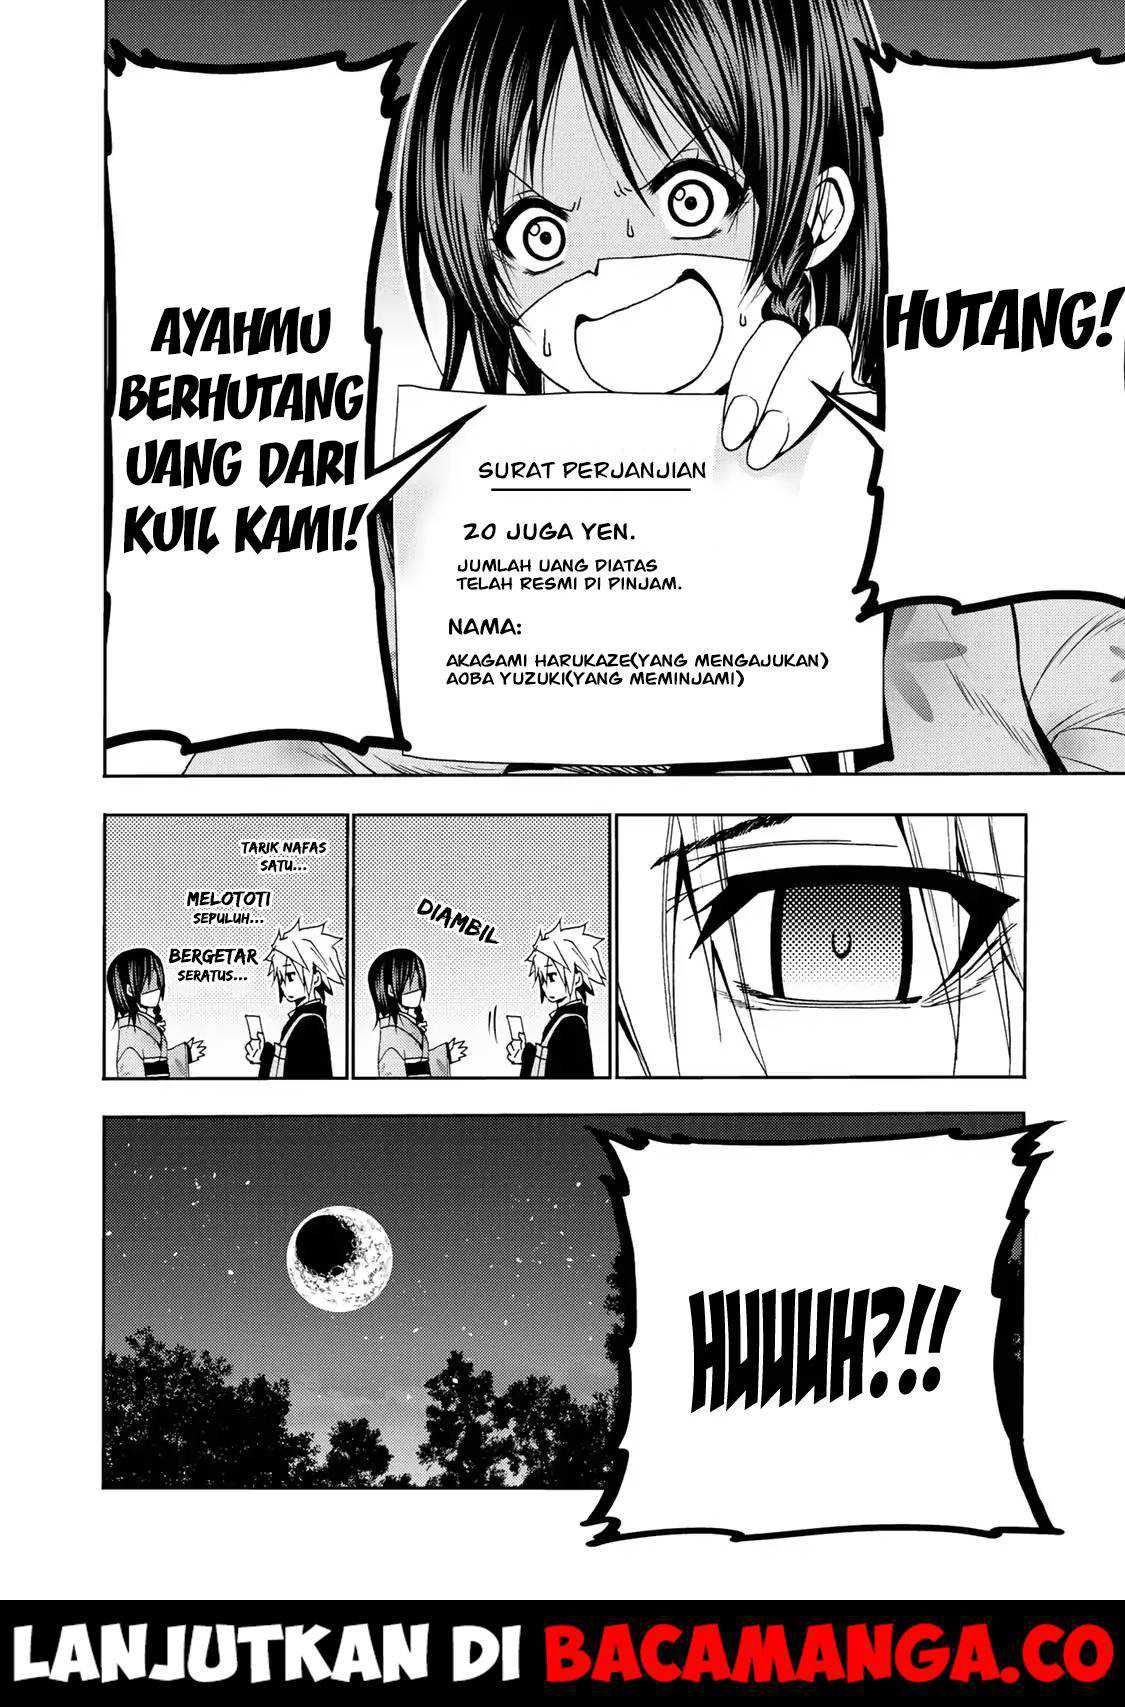 HUTANG!
AYAHMU
BERHUTANG
UANG DARI
KUIL KAMI!
SURAT PERJANJIAN
20 JUGA YEN.
JUMLAH UANG DIATAS
TELAH RESMI DI PINJAM.
NAMA:
AKAGAMI HARUKAZE(YANG MENGAJUKAN)
AOBA YUZUKI(YANG MEMINJAMI)
DIAMBIL
TARIK NAFAS
SATU...
MELOTOTI
SEPULUH...
BERGETAR
SERATUS...
HUUUH?!!
LANJUTKAN DI BACAMANGA.CO